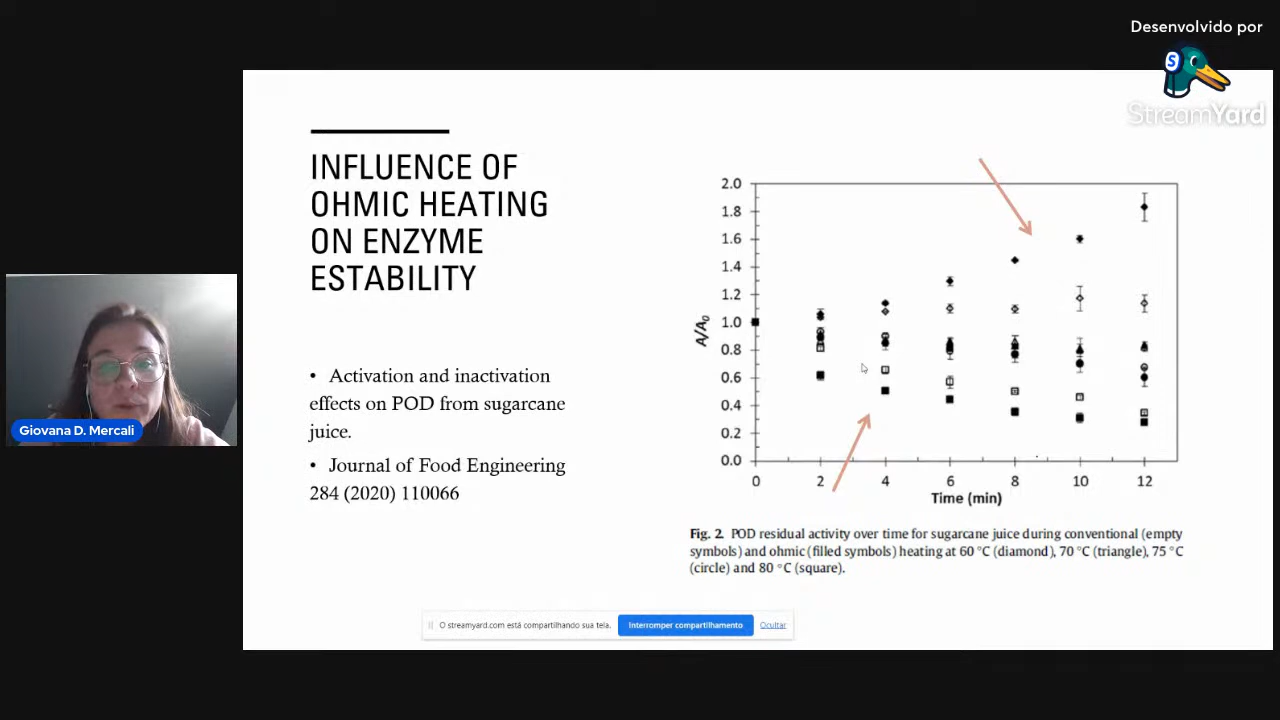 Desenvolvido por
S
StreamYard
INFLUENCE OF
OHMIC HEATING
ON ENZYME
ESTABILITY
• Activation and inactivation
effects on POD from sugarcane
juice.
• Journal of Food Engineering
284 (2020) 110066
Giovana D. Mercali
2.0
1.8
1.6
1.4
1.2
1.0
0.8
0.6
0.4
0.2
0.0
A/A0
0 2 4 6 8 10 12
Time (min)
Fig. 2. POD residual activity over time for sugarcane juice during conventional (empty
symbols) and ohmic (filled symbols) heating at 60 °C (diamond), 70 °C (triangle), 75 °C
(circle) and 80 °C (square).
O streamyard.com está compartilhando sua tela. Interromper compartilhamento Ocultar